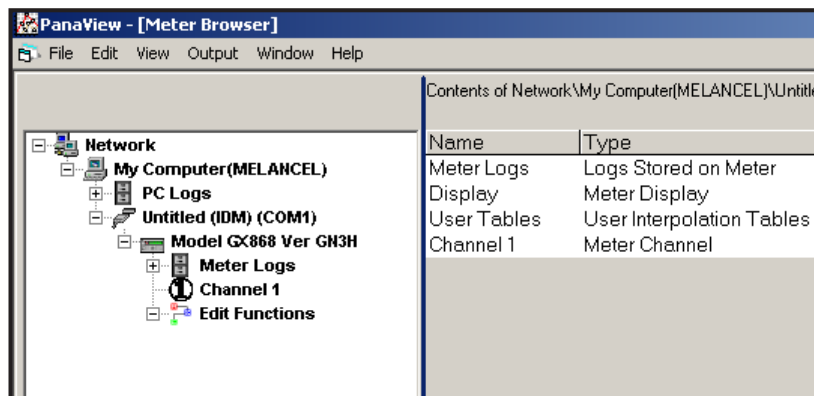 PanaView - [Meter Browser]
File Edit View Output Window Help
Contents of Network\My Computer(MELANCEL)\Untitle
Network
My Computer(MELANCEL)
PC Logs
Untitled (IDM) (COM1)
Model GX868 Ver GN3H
Meter Logs
1 Channel 1
Edit Functions
Name Type
Meter Logs Logs Stored on Meter
Display Meter Display
User Tables User Interpolation Tables
Channel 1 Meter Channel